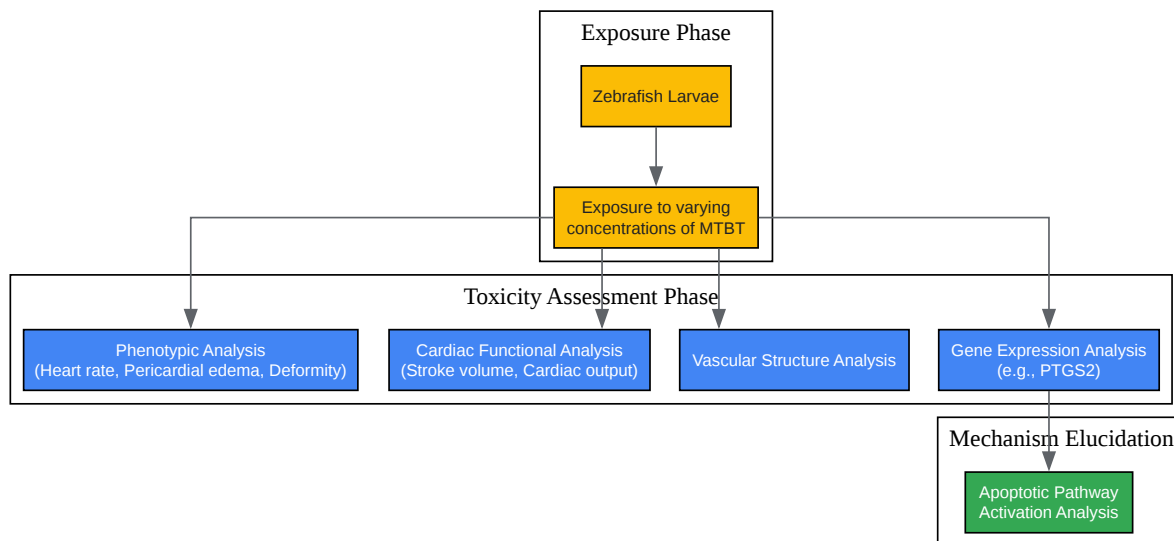 Exposure Phase
Zebrafish Larvae
Exposure to varying
concentrations of MTBT
Toxicity Assessment Phase
Phenotypic Analysis
(Heart rate, Pericardial edema, Deformity)
Cardiac Functional Analysis
(Stroke volume, Cardiac output)
Vascular Structure Analysis
Gene Expression Analysis
(e.g., PTGS2)
Mechanism Elucidation
Apoptotic Pathway
Activation Analysis